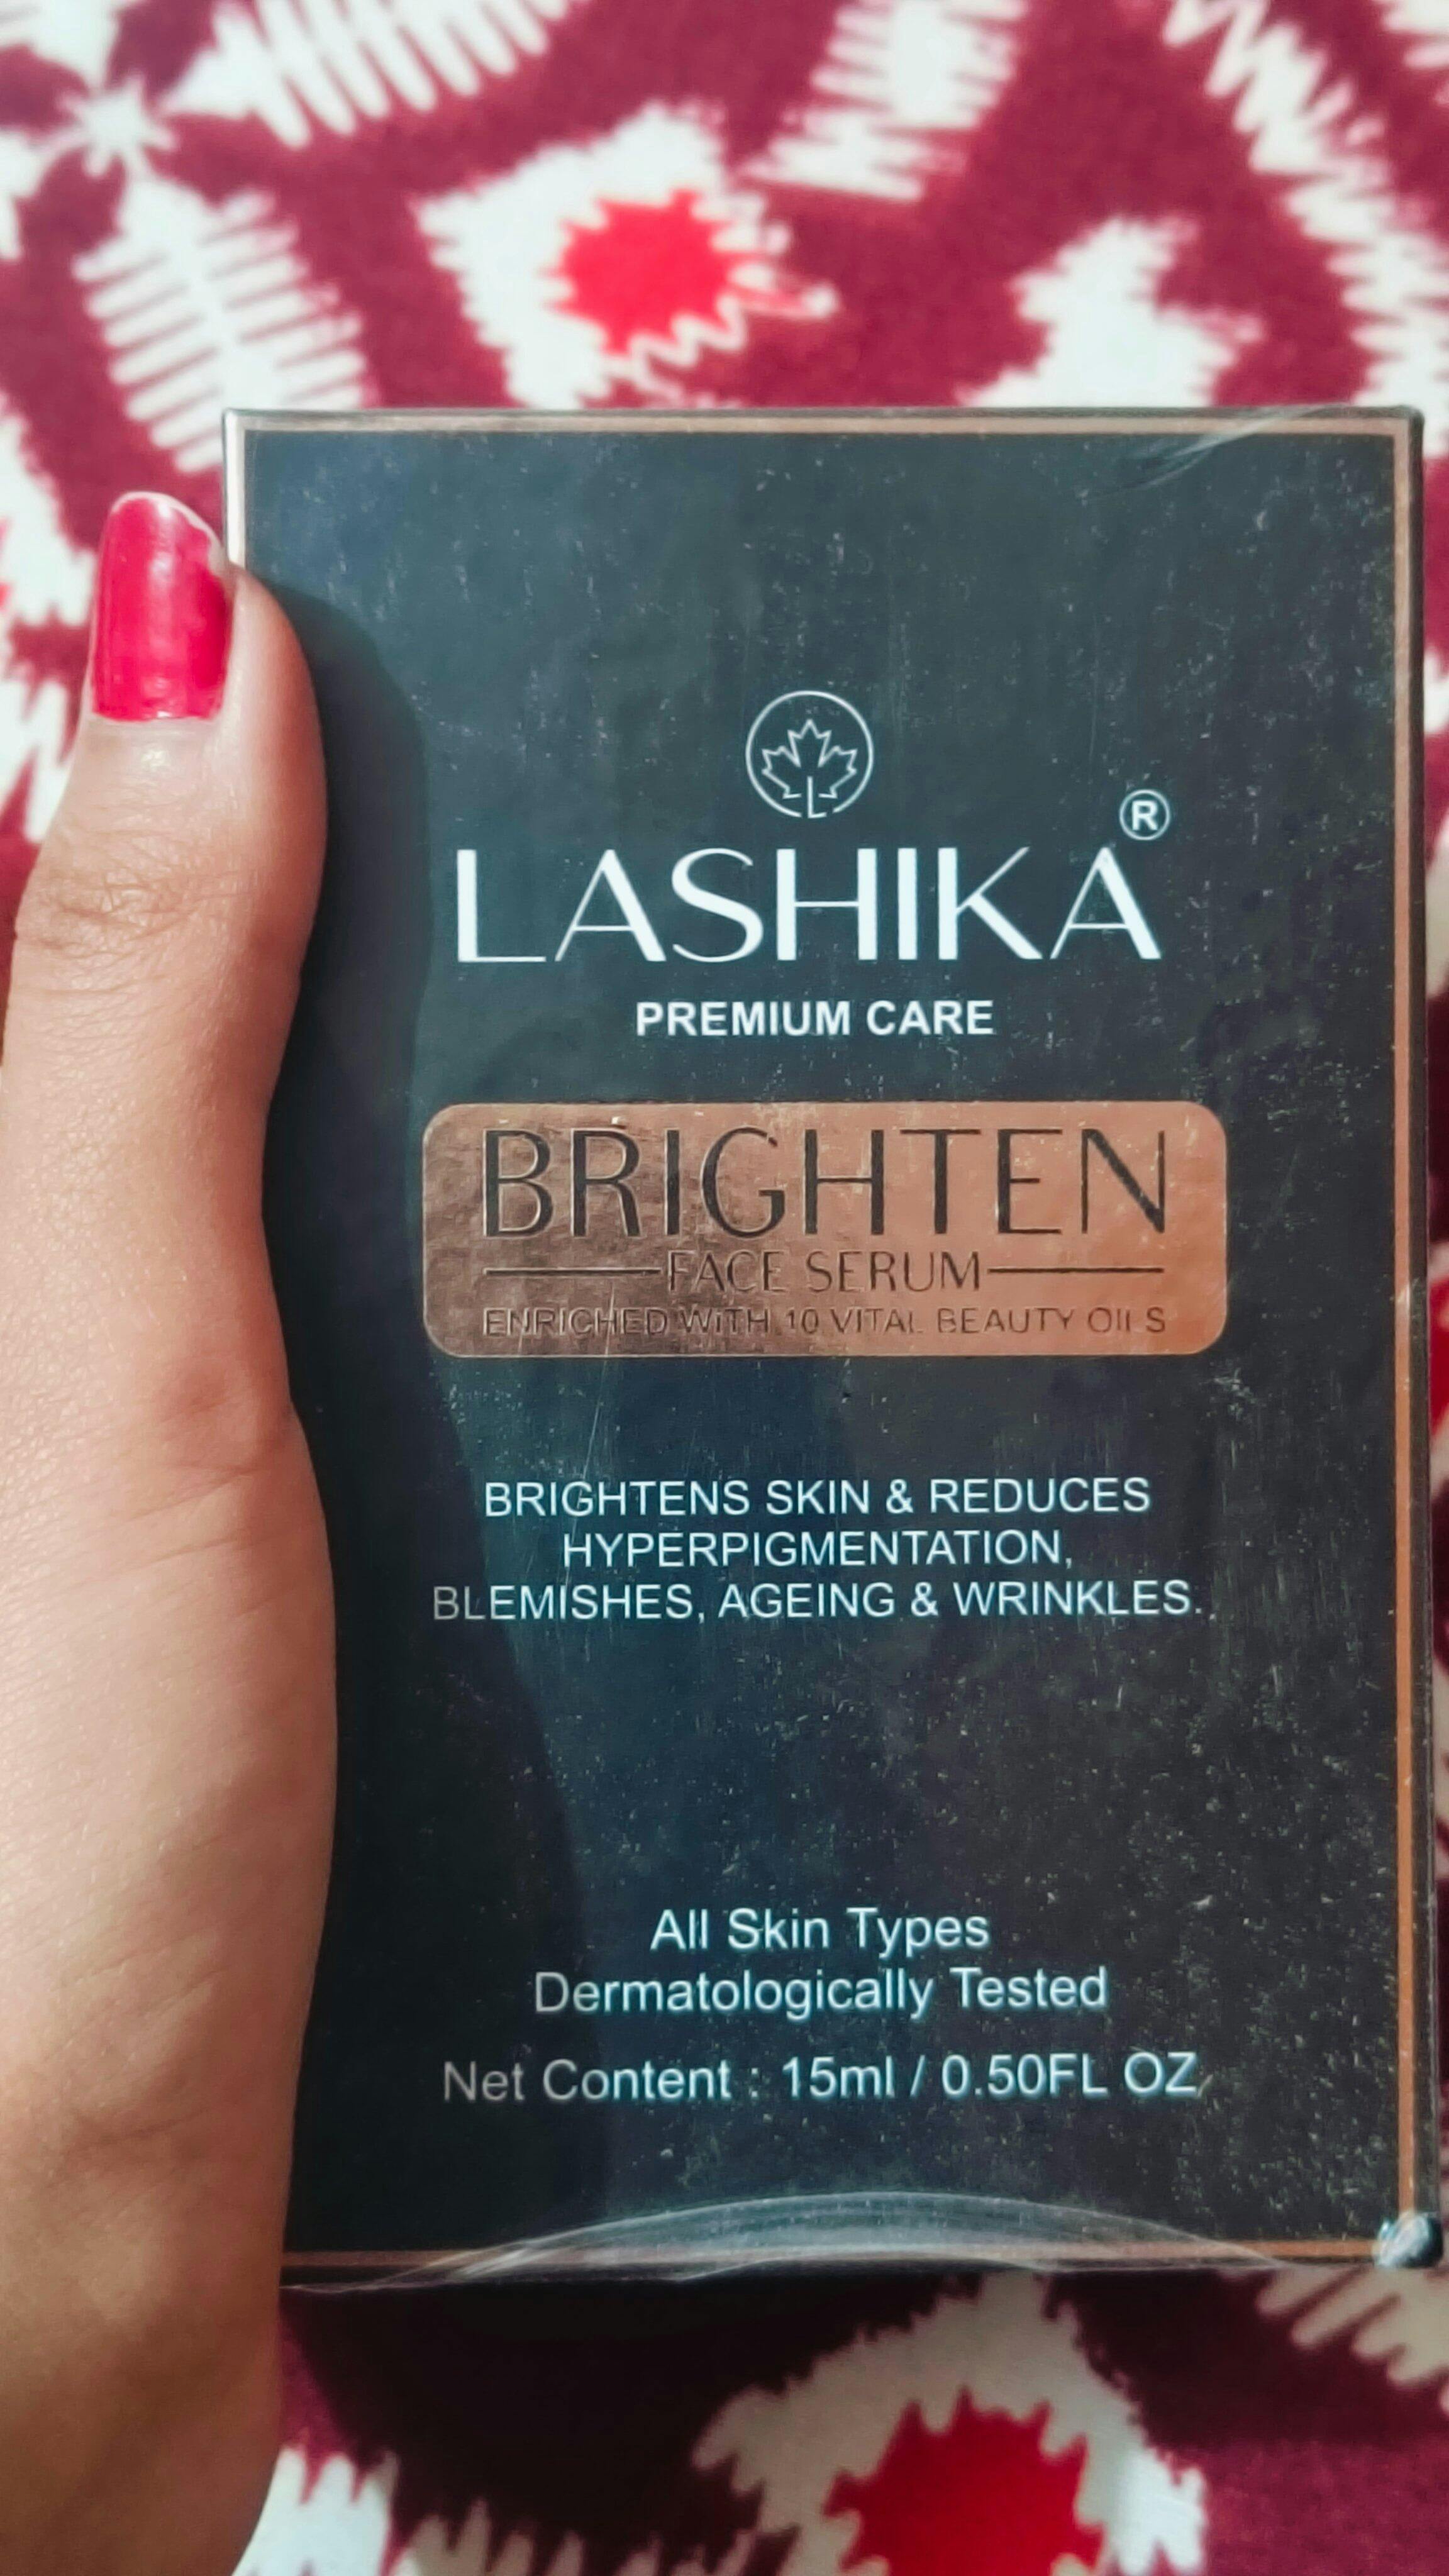 L
LASHIKA®
PREMIUM CARE
BRIGHTEN
FACE SERUM
ENRICHED WITH 10 VITAL BEAUTY OILS
BRIGHTENS SKIN & REDUCES
HYPERPIGMENTATION,
BLEMISHES, AGEING & WRINKLES.
All Skin Types
Dermatologically Tested
Net Content : 15ml / 0.50FL OZ